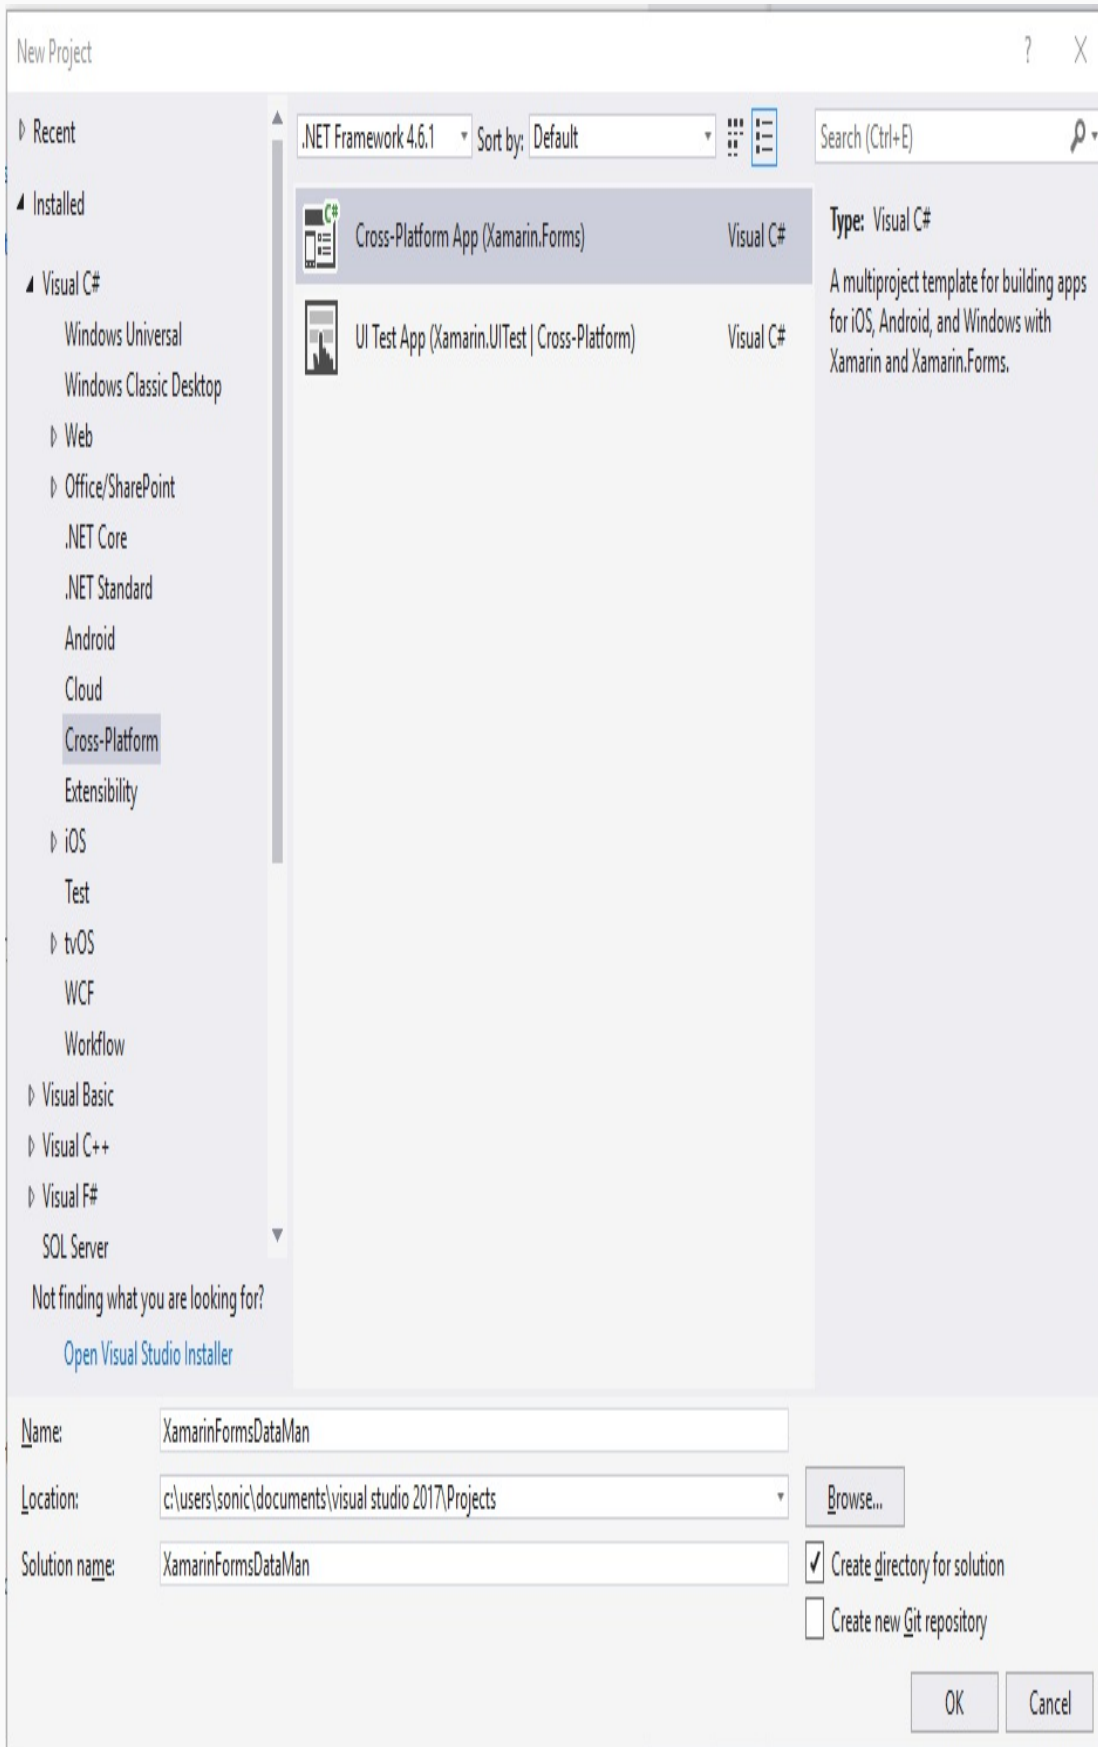 New Project
?
Recent
Installed
Visual C#
Windows Universal
Windows Classic Desktop
Web
Office/SharePoint
.NET Core
.NET Standard
Android
Cloud
Cross-Platform
Extensibility
iOS
Test
tvOS
WCF
Workflow
Visual Basic
Visual C++
Visual F#
SQL Server
Not finding what you are looking for?
Open Visual Studio Installer
.NET Framework 4.6.1 Sort by: Default
C#
Cross-Platform App (Xamarin.Forms) Visual C#
UI Test App (Xamarin.UITest | Cross-Platform) Visual C#
Search (Ctrl+E)
Type: Visual C#
A multiproject template for building apps
for iOS, Android, and Windows with
Xamarin and Xamarin.Forms.
Name: XamarinFormsDataMan
Location: c:\users\sonic\documents\visual studio 2017\Projects
Browse...
Solution name: XamarinFormsDataMan
Create directory for solution
Create new Git repository
OK Cancel